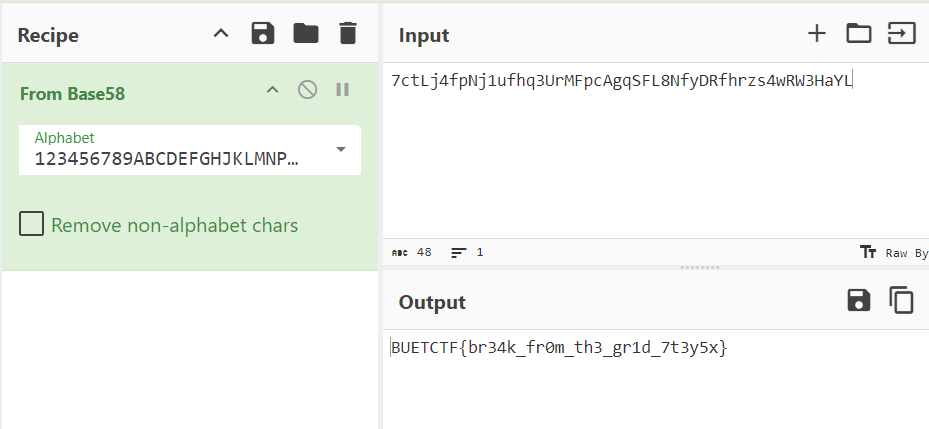 Recipe
From Base58
Alphabet
123456789ABCDEFGHJKLMNP…
Remove non-alphabet chars
Input
7ctLj4fpNj1ufhq3UrMFpcAgqSFL8NfyDRfhrzs4wRW3HaYL
ABC 48 1
Tт Raw By
Output
BUETCTF{br34k_fr0m_th3_gr1d_7t3y5x}